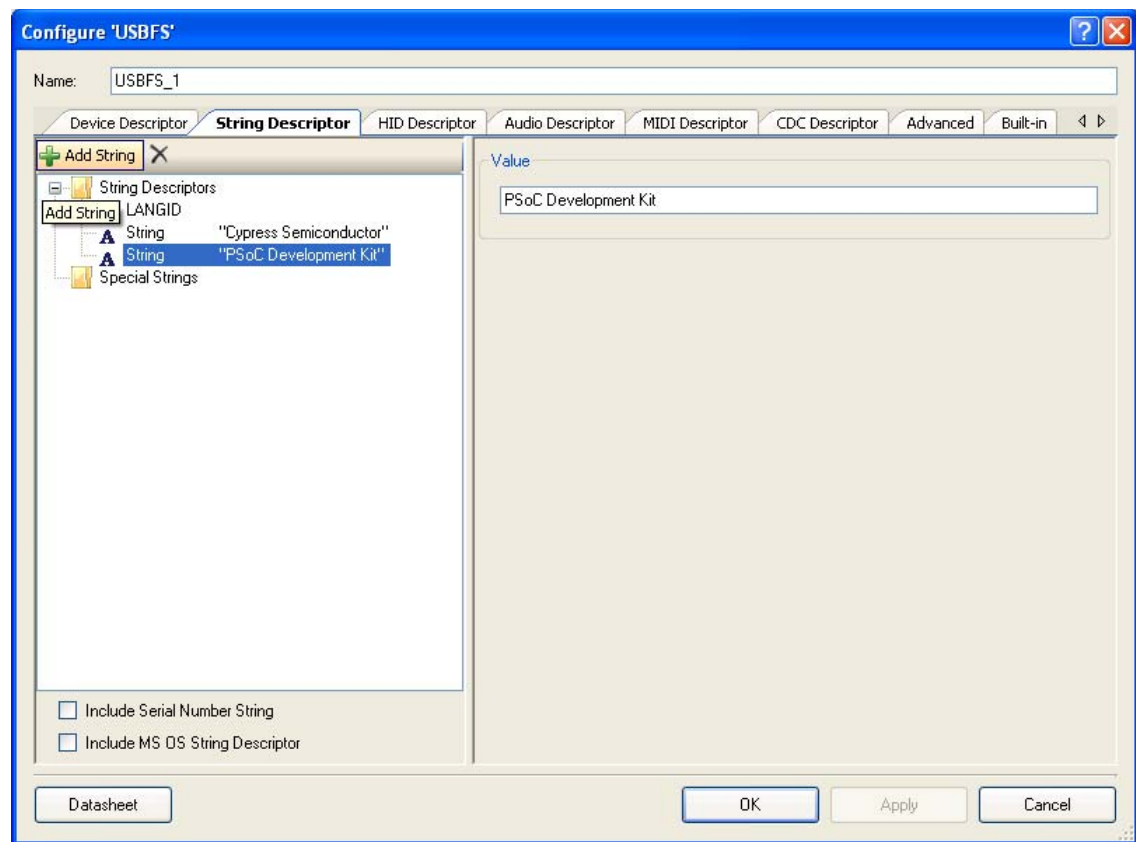 Configure 'USBFS'
Name: USBFS_1
Device Descriptor String Descriptor HID Descriptor Audio Descriptor MIDI Descriptor CDC Descriptor Advanced Built-in
Add String
Value
String Descriptors
PSoC Development Kit
Add String LANGID
String "Cypress Semiconductor"
String "PSoC Development Kit"
Special Strings
Include Serial Number String
Include MS OS String Descriptor
Datasheet OK Apply Cancel